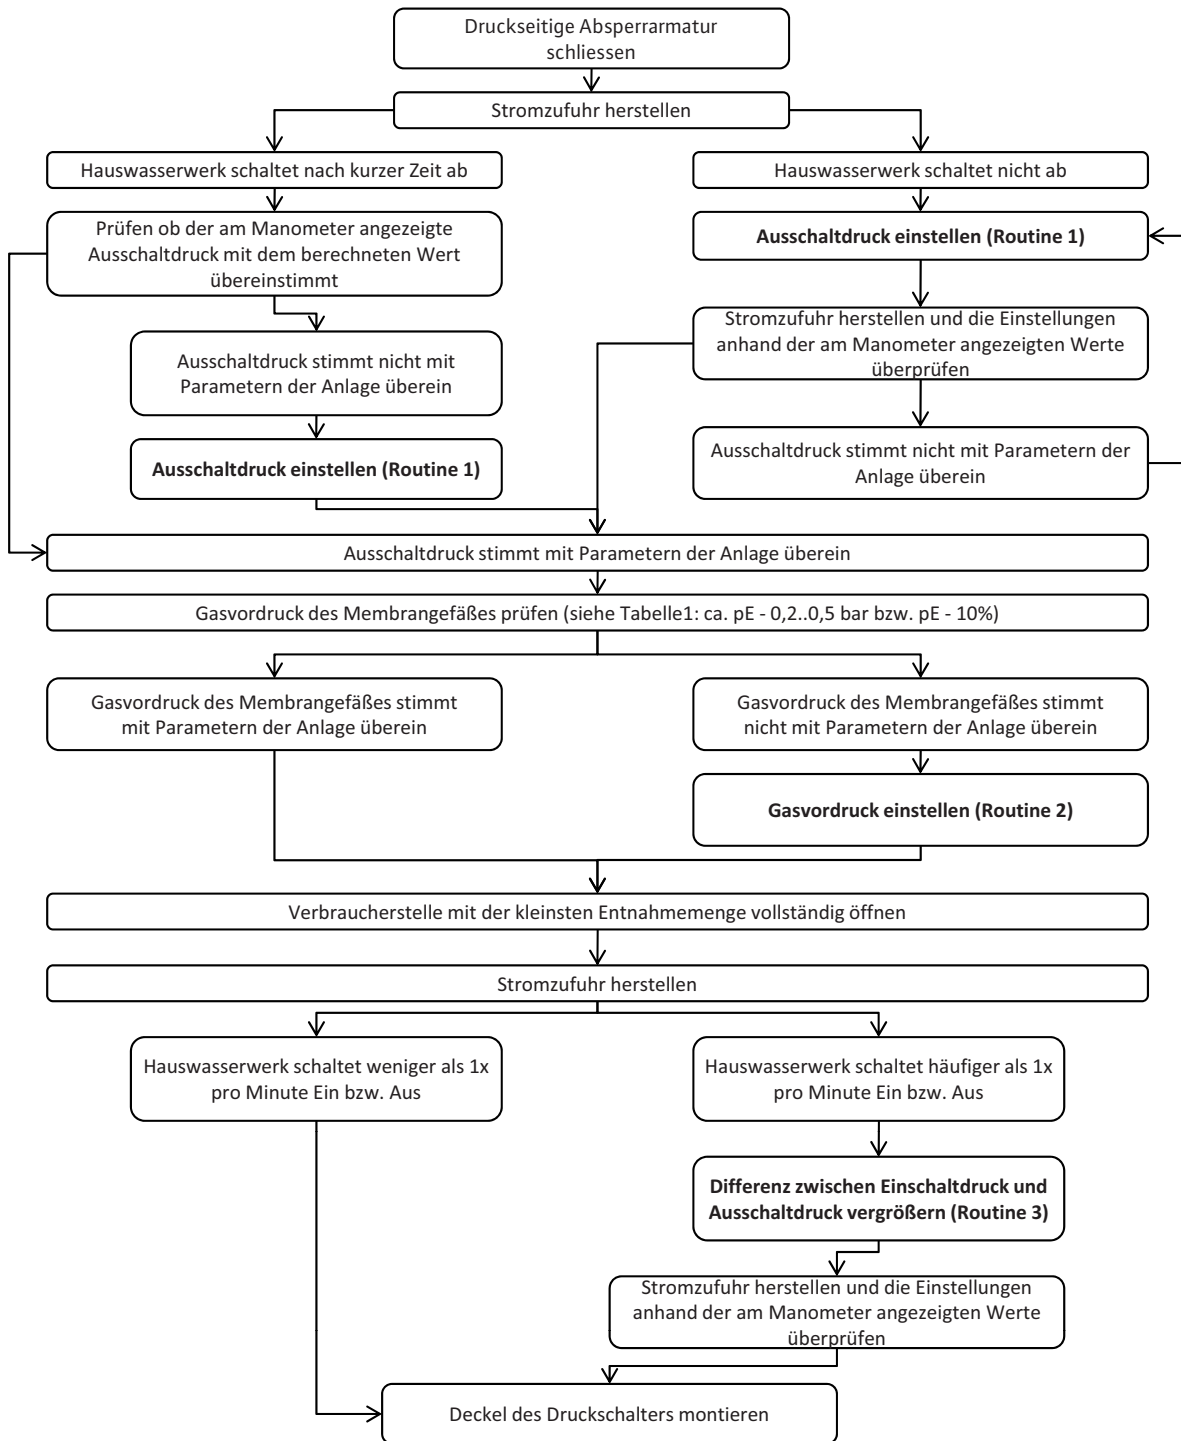 Druckseitige Absperrarmatur
schliessen
Stromzufuhr herstellen
Hauswasserwerk schaltet nach kurzer Zeit ab
Hauswasserwerk schaltet nicht ab
Prüfen ob der am Manometer angezeigte
Ausschaltdruck mit dem berechneten Wert
übereinstimmt
Ausschaltdruck einstellen (Routine 1)
Ausschaltdruck stimmt nicht mit
Parametern der Anlage überein
Stromzufuhr herstellen und die Einstellungen
anhand der am Manometer angezeigten Werte
überprüfen
Ausschaltdruck einstellen (Routine 1)
Ausschaltdruck stimmt nicht mit Parametern der
Anlage überein
Ausschaltdruck stimmt mit Parametern der Anlage überein
Gasvordruck des Membrangefäßes prüfen (siehe Tabelle1: ca. pE - 0,2..0,5 bar bzw. pE - 10%)
Gasvordruck des Membrangefäßes stimmt
mit Parametern der Anlage überein
Gasvordruck des Membrangefäßes stimmt
nicht mit Parametern der Anlage überein
Gasvordruck einstellen (Routine 2)
Verbraucherstelle mit der kleinsten Entnahmemenge vollständig öffnen
Stromzufuhr herstellen
Hauswasserwerk schaltet weniger als 1x
pro Minute Ein bzw. Aus
Hauswasserwerk schaltet häufiger als 1x
pro Minute Ein bzw. Aus
Differenz zwischen Einschaltdruck und
Ausschaltdruck vergrößern (Routine 3)
Stromzufuhr herstellen und die Einstellungen
anhand der am Manometer angezeigten Werte
überprüfen
Deckel des Druckschalters montieren